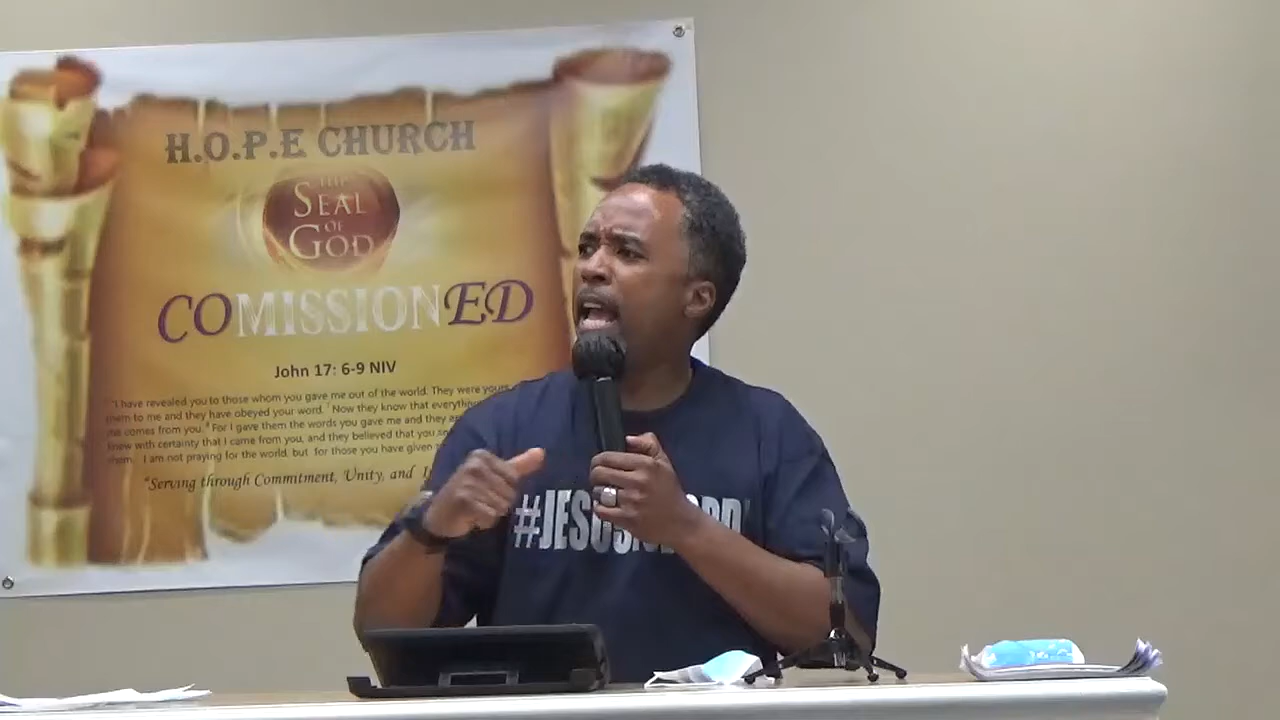 H.O.P.E CHURCH
THE
SEAL
OF
GOD
COMISSIONED
John 17: 6-9 NIV
"I have revealed you to those whom you gave me out of the world. They were yours
them to me and they have obeyed your word. 7 Now they know that everything
me comes from you. 8 For I gave them the words you gave me and they
knew with certainty that I came from you, and they believed that you
them. I am not praying for the world, but for those you have given
"Serving through Commitment, Unity, and
#JESUSI